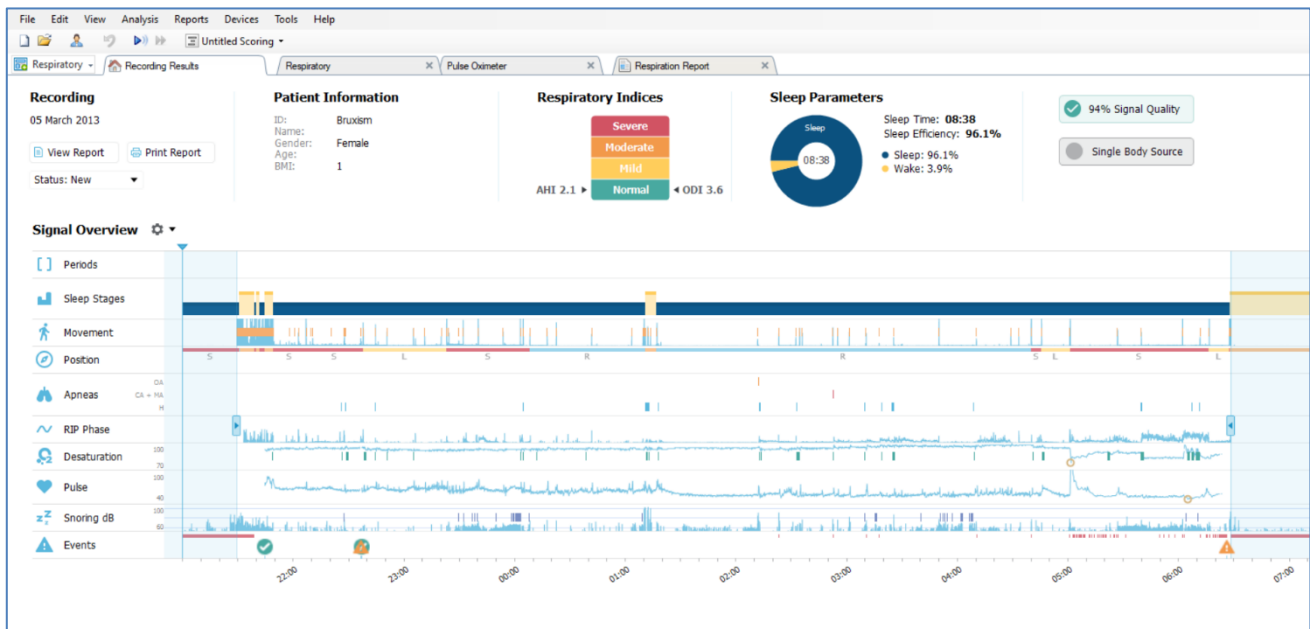 File Edit View Analysis Reports Devices Tools Help
Untitled Scoring
Respiratory Recording Results Respiratory Pulse Oximeter Respiration Report
Recording
05 March 2013
View Report Print Report
Status: New
Patient Information
ID: Bruxism
Name:
Gender: Female
Age:
BMI: 1
Respiratory Indices
Severe
Moderate
Mild
AHI 2.1 Normal ODI 3.6
Sleep Parameters
Sleep
08:38
Sleep Time: 08:38
Sleep Efficiency: 96.1%
Sleep: 96.1%
Wake: 3.9%
94% Signal Quality
Single Body Source
Signal Overview
Periods
Sleep Stages
Movement
Position S S S L S R R S L S L
Apneas
OA
CA + MA
H
RIP Phase
Desaturation 100
70
Pulse 100
40
Snoring dB 100
60
Events
22:00 23:00 00:00 01:00 02:00 03:00 04:00 05:00 06:00 07:00